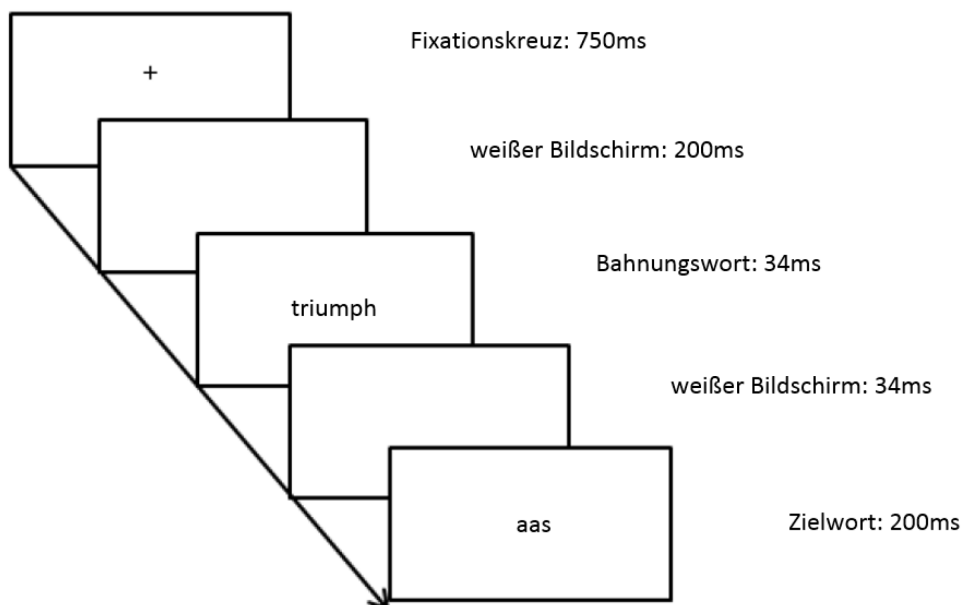 Fixationskreuz: 750ms
+
weißer Bildschirm: 200ms
Bahnungswort: 34ms
triumph
weißer Bildschirm: 34ms
aas
Zielwort: 200ms